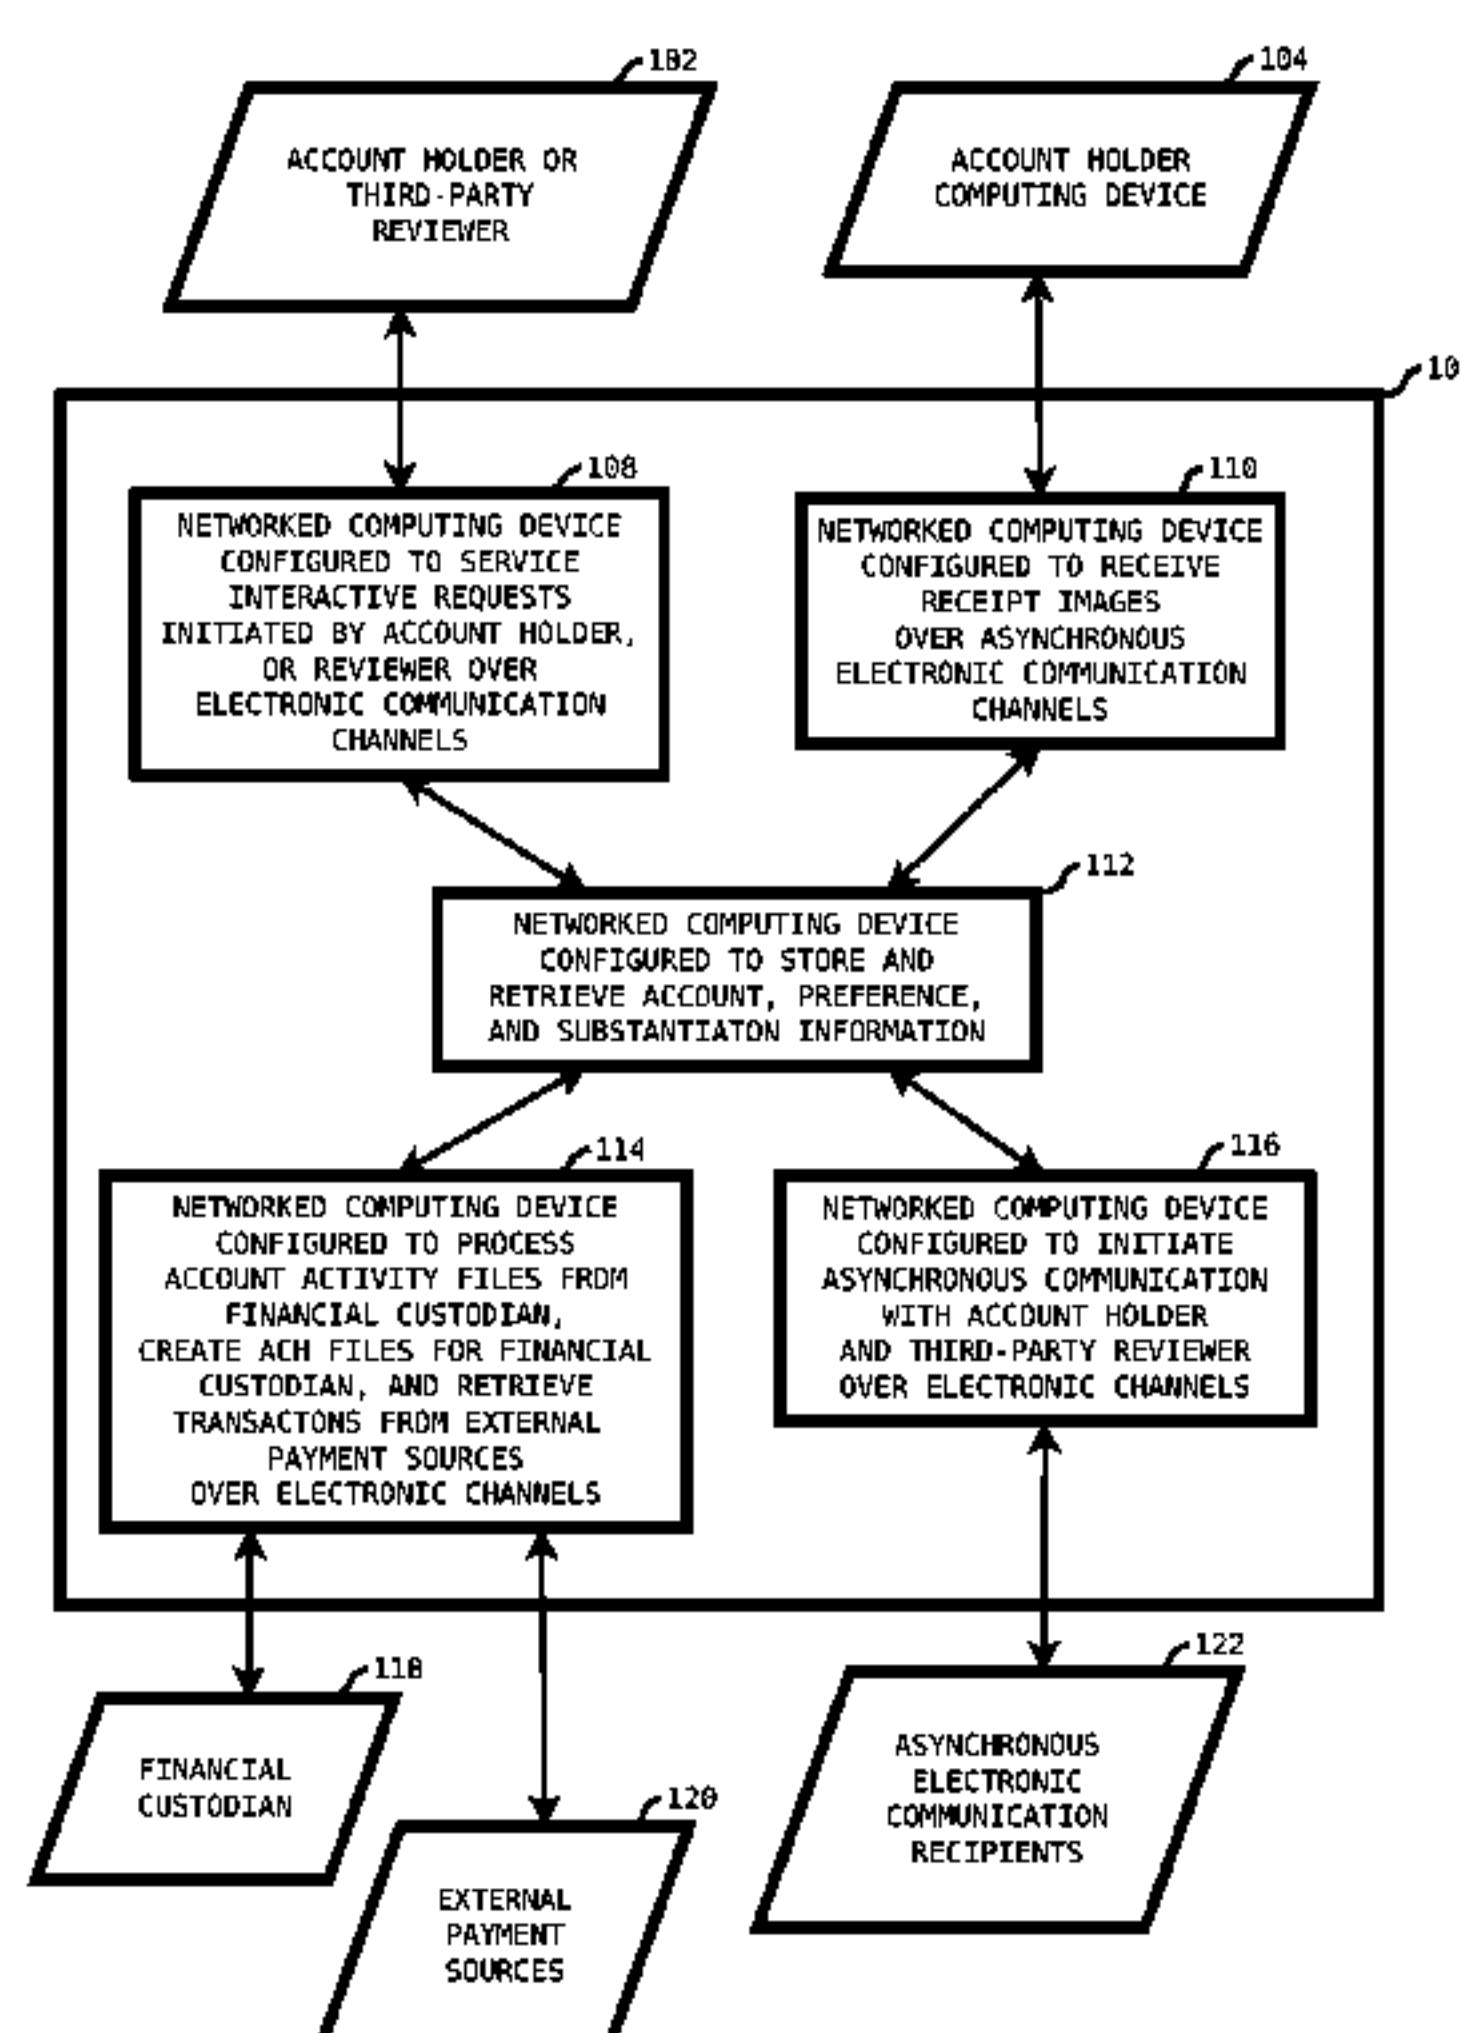 102
ACCOUNT HOLDER OR
THIRD-PARTY
REVIEWER
104
ACCOUNT HOLDER
COMPUTING DEVICE
10
108
NETWORKED COMPUTING DEVICE
CONFIGURED TO SERVICE
INTERACTIVE REQUESTS
INITIATED BY ACCOUNT HOLDER,
OR REVIEWER OVER
ELECTRONIC COMMUNICATION
CHANNELS
110
NETWORKED COMPUTING DEVICE
CONFIGURED TO RECEIVE
RECEIPT IMAGES
OVER ASYNCHRONOUS
ELECTRONIC COMMUNICATION
CHANNELS
112
NETWORKED COMPUTING DEVICE
CONFIGURED TO STORE AND
RETRIEVE ACCOUNT, PREFERENCE,
AND SUBSTANTIATON INFORMATION
114
NETWORKED COMPUTING DEVICE
CONFIGURED TO PROCESS
ACCOUNT ACTIVITY FILES FROM
FINANCIAL CUSTODIAN,
CREATE ACH FILES FOR FINANCIAL
CUSTODIAN, AND RETRIEVE
TRANSACTONS FROM EXTERNAL
PAYMENT SOURCES
OVER ELECTRONIC CHANNELS
116
NETWORKED COMPUTING DEVICE
CONFIGURED TO INITIATE
ASYNCHRONOUS COMMUNICATION
WITH ACCOUNT HOLDER
AND THIRD-PARTY REVIEWER
OVER ELECTRONIC CHANNELS
118
FINANCIAL
CUSTODIAN
120
EXTERNAL
PAYMENT
SOURCES
122
ASYNCHRONOUS
ELECTRONIC
COMMUNICATION
RECIPIENTS